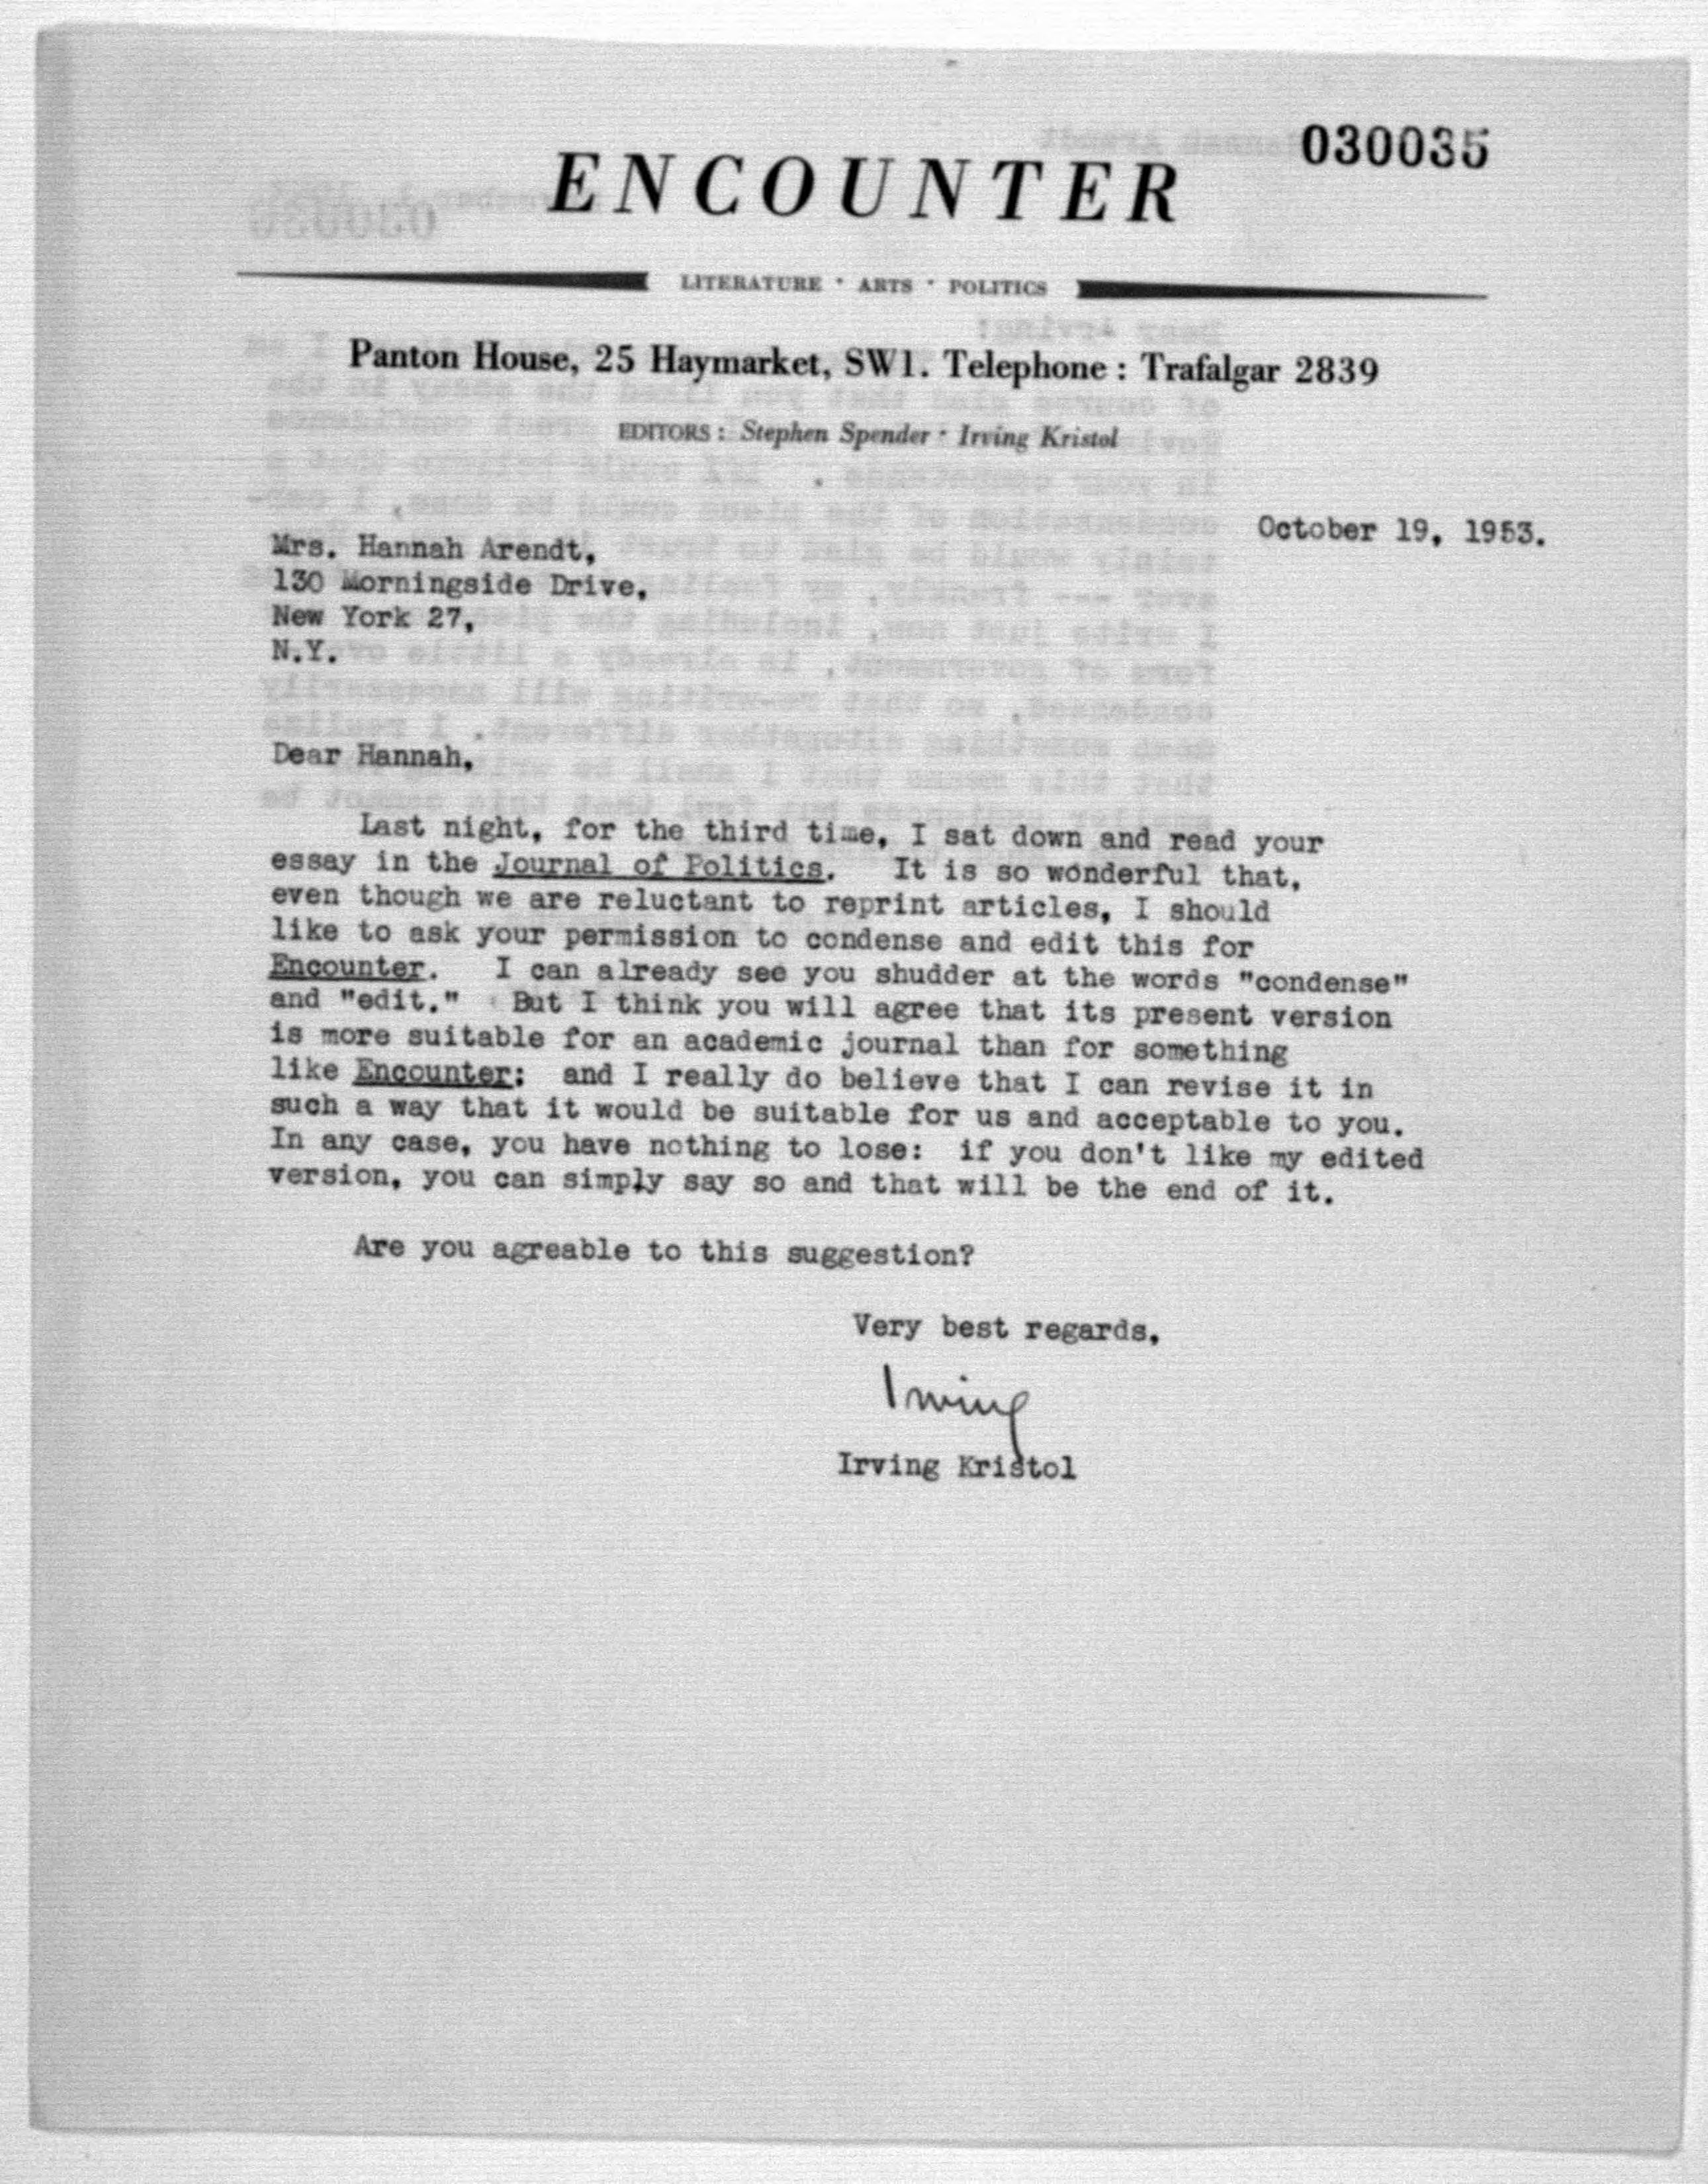 030035
ENCOUNTER
LITERATURE · ARTS · POLITICS
Panton House, 25 Haymarket, SW1. Telephone : Trafalgar 2839
EDITORS : Stephen Spender · Irving Kristol
October 19, 1953.
Mrs. Hannah Arendt,
130 Morningside Drive,
New York 27,
N.Y.
Dear Hannah,
Last night, for the third time, I sat down and read your
essay in the Journal of Politics. It is so wonderful that,
even though we are reluctant to reprint articles, I should
like to ask your permission to condense and edit this for
Encounter. I can already see you shudder at the words "condense"
and "edit." But I think you will agree that its present version
is more suitable for an academic journal than for something
like Encounter; and I really do believe that I can revise it in
such a way that it would be suitable for us and acceptable to you.
In any case, you have nothing to lose: if you don't like my edited
version, you can simply say so and that will be the end of it.
Are you agreable to this suggestion?
Very best regards,
Irving
Irving Kristol